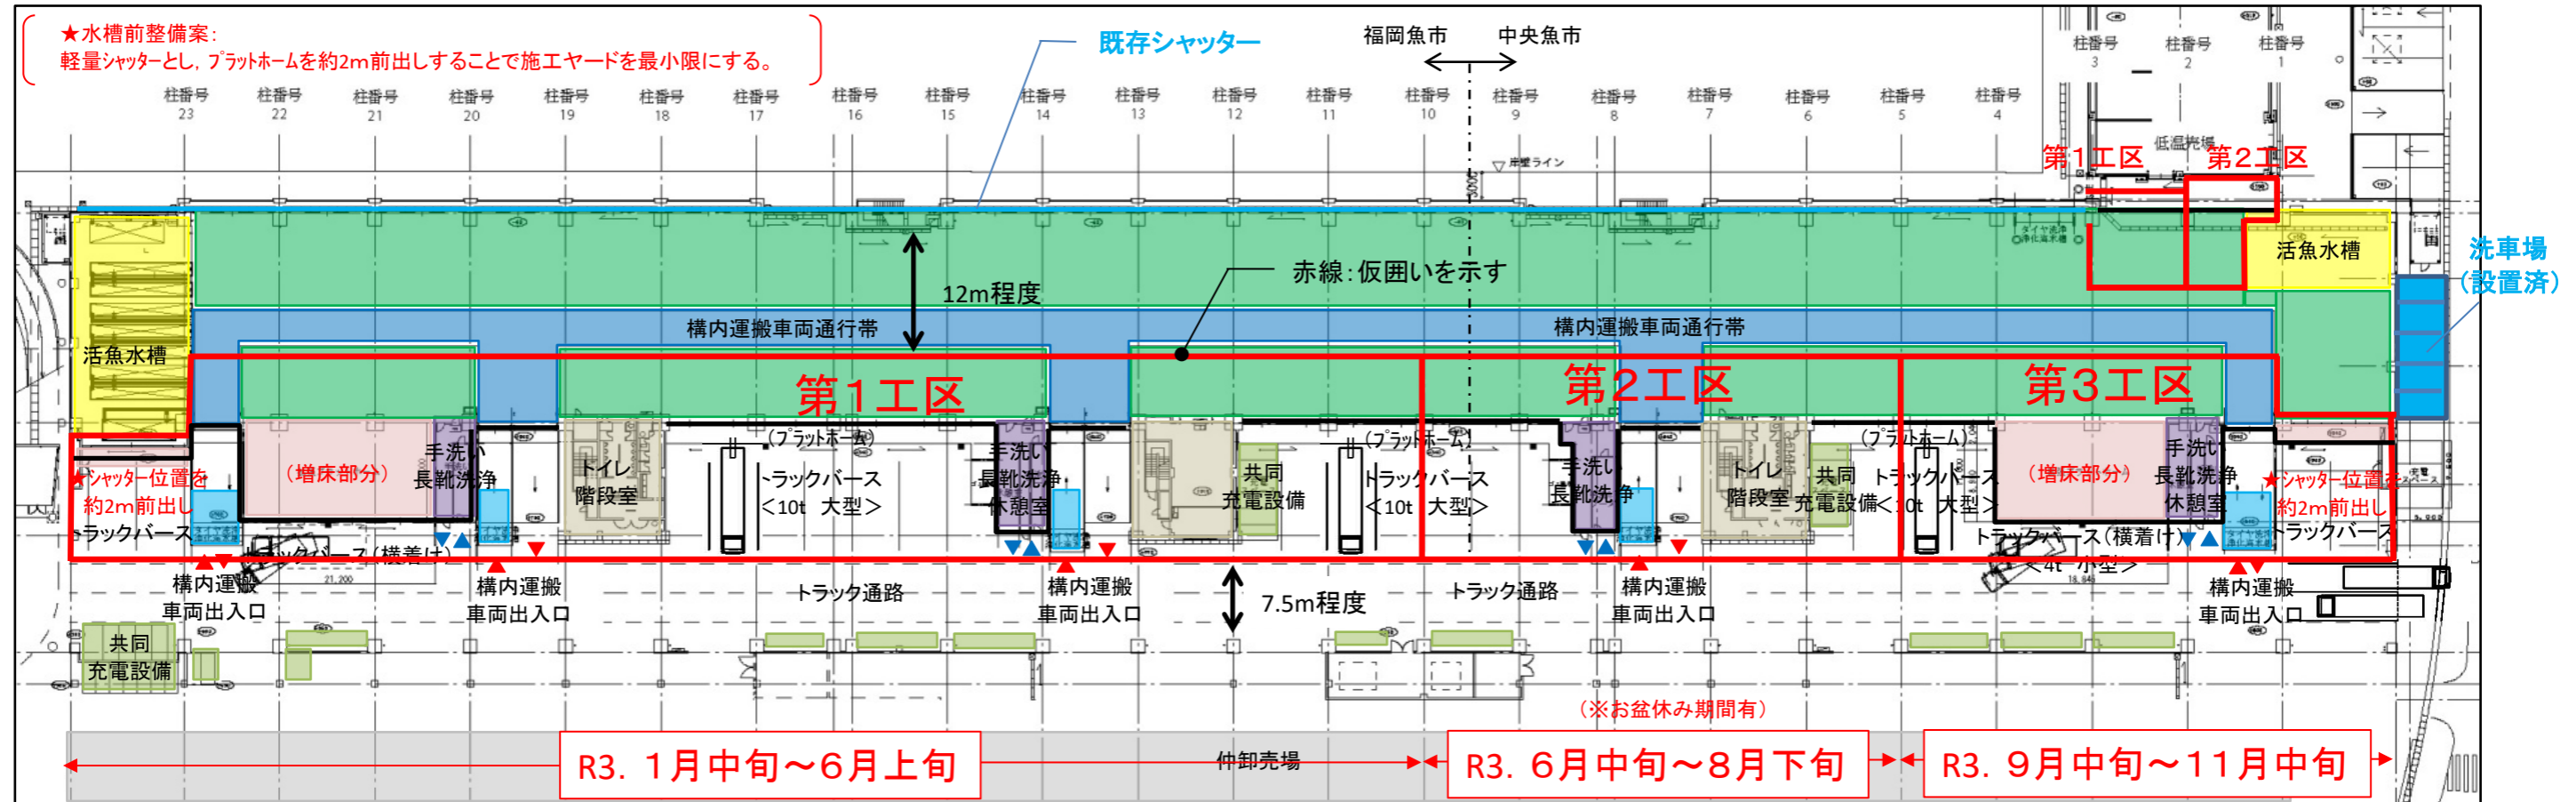 ★水槽前整備案:
軽量シャッターとし，プラットホームを約2m前出しすることで施工ヤードを最小限にする。
既存シャッター
福岡魚市
中央魚市
柱番号
3
柱番号
2
柱番号
1
柱番号
23
柱番号
22
柱番号
21
柱番号
20
柱番号
19
柱番号
18
柱番号
17
柱番号
16
柱番号
15
柱番号
14
柱番号
13
柱番号
12
柱番号
11
柱番号
10
柱番号
9
柱番号
8
柱番号
7
柱番号
6
柱番号
5
柱番号
4
岸壁ライン
低温売場
第1工区
第2工区
洗車場
(設置済)
活魚水槽
活魚水槽
12m程度
赤線:仮囲いを示す
構内運搬車両通行帯
構内運搬車両通行帯
第1工区
第2工区
第3工区
★シャッター位置を
約2m前出し
トラックバース
(増床部分)
手洗い
長靴洗浄
トイレ
階段室
(プラットホーム)
トラックバース
<10t 大型>
手洗い
長靴洗浄
休憩室
共同
充電設備
(プラットホーム)
トラックバース
<10t 大型>
手洗い
長靴洗浄
トイレ
階段室
共同
充電設備
(プラットホーム)
トラックバース
<10t 大型>
(増床部分)
手洗い
長靴洗浄
休憩室
★シャッター位置を
約2m前出し
トラックバース
トラックバース(横着け)
21,200
トラックバース(横着け)
<4t 小型>
構内運搬
車両出入口
構内運搬
車両出入口
構内運搬
車両出入口
構内運搬
車両出入口
構内運搬
車両出入口
トラック通路
7.5m程度
トラック通路
共同
充電設備
(※お盆休み期間有)
仲卸売場
R3. 1月中旬～6月上旬
R3. 6月中旬～8月下旬
R3. 9月中旬～11月中旬